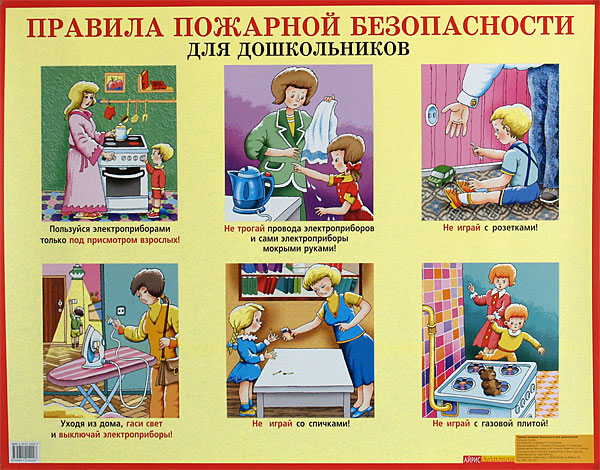 ПРАВИЛА ПОЖАРНОЙ БЕЗОПАСНОСТИ
ДЛЯ ДОШКОЛЬНИКОВ
Пользуйся электроприборами
только под присмотром взрослых!
Не трогай провода электроприборов
и сами электроприборы
мокрыми руками!
Не играй с розетками!
Уходя из дома, гаси свет
и выключай электроприборы!
Не играй со спичками!
Не играй с газовой плитой!
АЙРИС